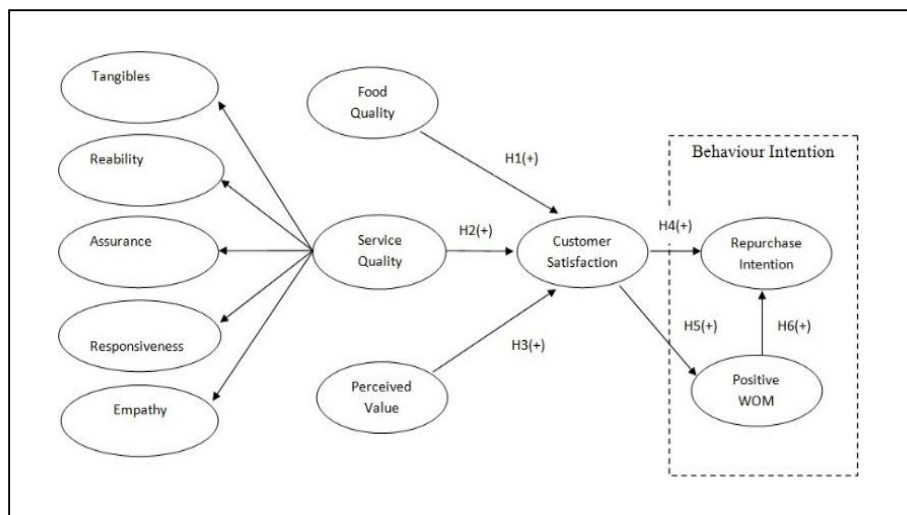 Tangibles
Reability
Assurance
Responsiveness
Empathy
Food
Quality
Service
Quality
Perceived
Value
H1(+)
H2(+)
H3(+)
Customer
Satisfaction
H4(+)
H5(+)
Behaviour Intention
Repurchase
Intention
H6(+)
Positive
WOM